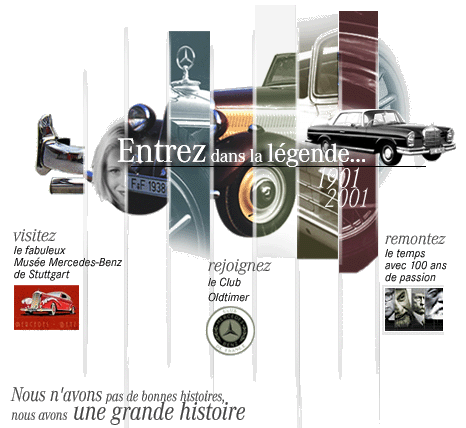 Entrez dans la légende...
1901
2001
F F 1938
visitez
le fabuleux
Musée Mercedes-Benz
de Stuttgart
rejoignez
le Club
Oldtimer
remontez
le temps
avec 100 ans
de passion
Nous n'avons pas de bonnes histoires,
nous avons une grande histoire